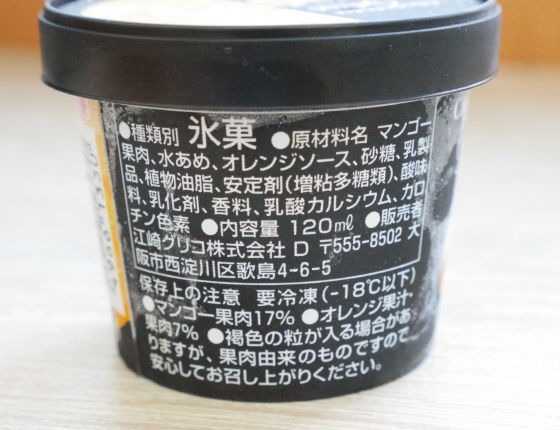 ●種類別 氷菓 ●原材料名 マンゴー
果肉、水あめ、オレンジソース、砂糖、乳製
品、植物油脂、安定剤(増粘多糖類)、酸味
料、乳化剤、香料、乳酸カルシウム、カロ
チン色素 ●内容量 120㎖ ●販売者
江崎グリコ株式会社 D 〒555-8502 大
阪市西淀川区歌島4-6-5
保存上の注意 要冷凍(-18℃以下)
●マンゴー果肉17% ●オレンジ果汁・
果肉7% ●褐色の粒が入る場合があ
りますが、果肉由来のものですので
安心してお召し上がりください。